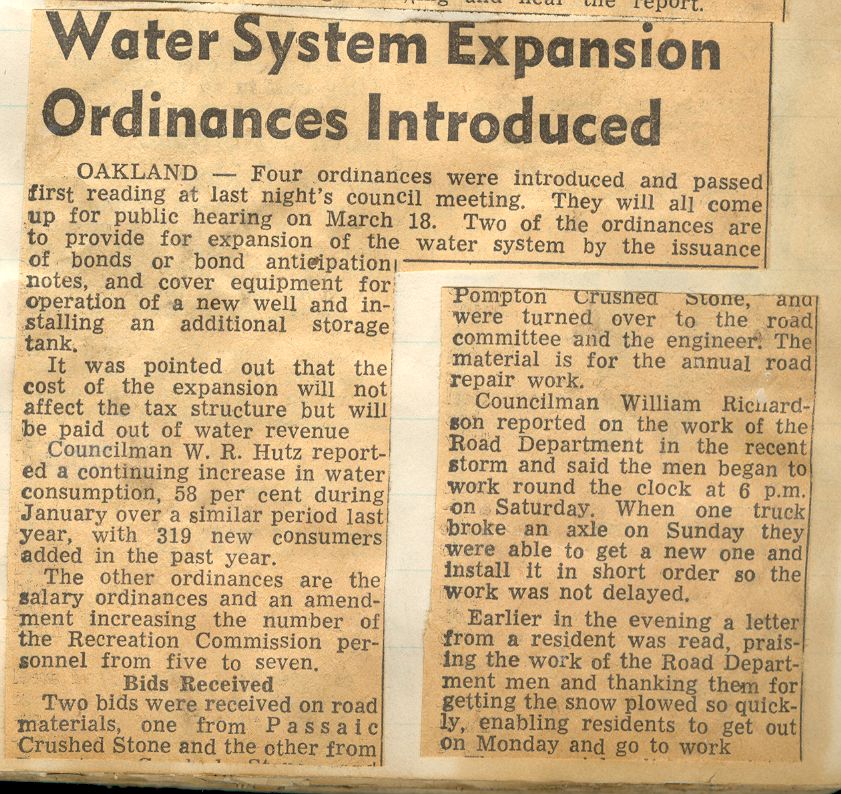 and hear the report.
Water System Expansion
Ordinances Introduced
OAKLAND — Four ordinances were introduced and passed
first reading at last night's council meeting. They will all come
up for public hearing on March 18. Two of the ordinances are
to provide for expansion of the water system by the issuance
of bonds or bond anticipation
notes, and cover equipment for
operation of a new well and in-
stalling an additional storage
tank.
It was pointed out that the
cost of the expansion will not
affect the tax structure but will
be paid out of water revenue
Councilman W. R. Hutz report-
ed a continuing increase in water
consumption, 58 per cent during
January over a similar period last
year, with 319 new consumers
added in the past year.
The other ordinances are the
salary ordinances and an amend-
ment increasing the number of
the Recreation Commission per-
sonnel from five to seven.
Bids Received
Two bids were received on road
materials, one from Passaic
Crushed Stone and the other from
Pompton Crushed Stone, and
were turned over to the road
committee and the engineer. The
material is for the annual road
repair work.
Councilman William Richard-
son reported on the work of the
Road Department in the recent
storm and said the men began to
work round the clock at 6 p.m.
on Saturday. When one truck
broke an axle on Sunday they
were able to get a new one and
install it in short order so the
work was not delayed.
Earlier in the evening a letter
from a resident was read, prais-
ing the work of the Road Depart-
ment men and thanking them for
getting the snow plowed so quick-
ly, enabling residents to get out
on Monday and go to work